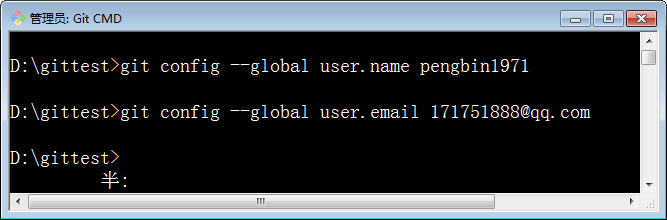 管理员: Git CMD
D:\gittest>git config --global user.name pengbin1971
D:\gittest>git config --global user.email 171751888@qq.com
D:\gittest>
半: